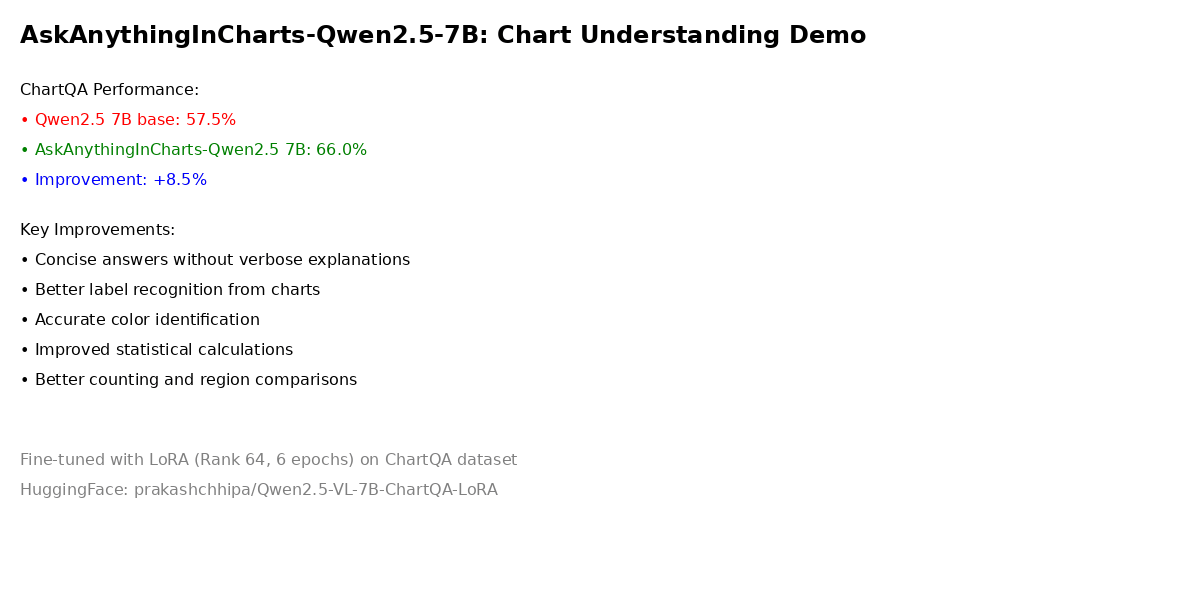 AskAnythingInCharts-Qwen2.5-7B: Chart Understanding Demo
ChartQA Performance:
• Qwen2.5 7B base: 57.5%
• AskAnythingInCharts-Qwen2.5 7B: 66.0%
• Improvement: +8.5%
Key Improvements:
• Concise answers without verbose explanations
• Better label recognition from charts
• Accurate color identification
• Improved statistical calculations
• Better counting and region comparisons
Fine-tuned with LoRA (Rank 64, 6 epochs) on ChartQA dataset
HuggingFace: prakashchhipa/Qwen2.5-VL-7B-ChartQA-LoRA